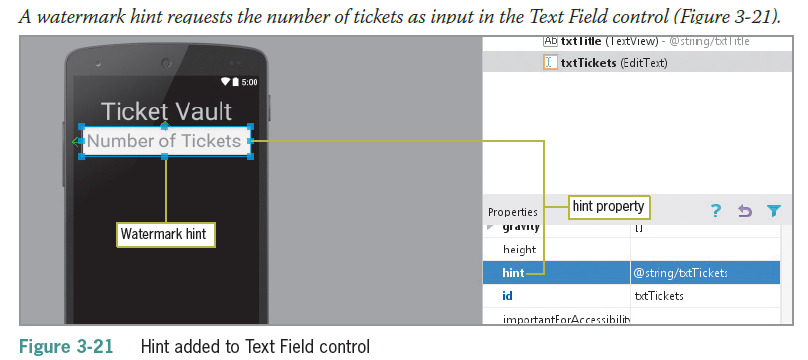 A watermark hint requests the number of tickets as input in the Text Field control (Figure 3-21).
Ab txtTitle (TextView) - @string/txtTitle
I txtTickets (EditText)
5:00
Ticket Vault
Number of Tickets
Watermark hint
Properties
hint property
?
gravity []
height
hint @string/txtTickets
id txtTickets
importantForAccessibilit
Figure 3-21 Hint added to Text Field control